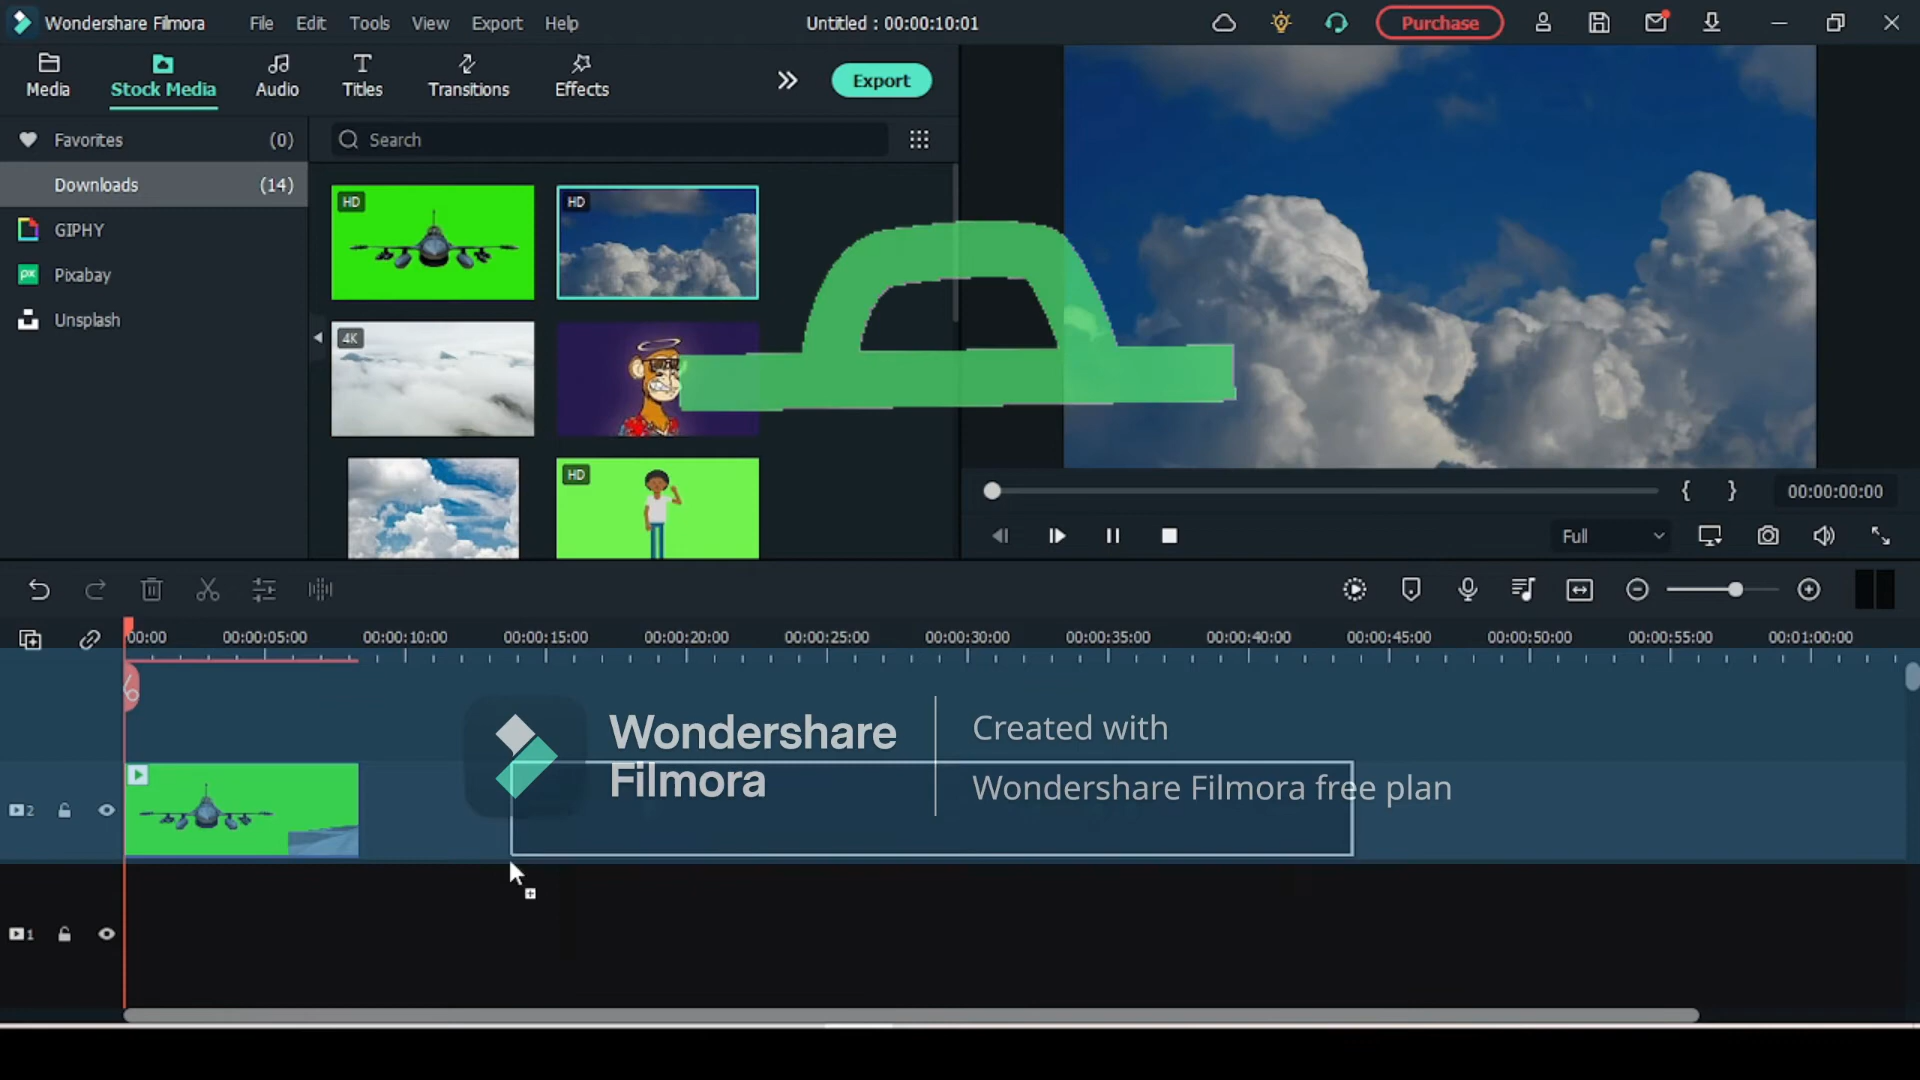 Wondershare Filmora File Edit Tools View Export Help Untitled : 00:00:10:01 Purchase
Media Stock Media Audio Titles Transitions Effects Export
Favorites (0)
Search
Downloads (14)
GIPHY
px Pixabay
Unsplash
HD
HD
4K
HD
{ } 00:00:00:00
Full
00:00 00:00:05:00 00:00:10:00 00:00:15:00 00:00:20:00 00:00:25:00 00:00:30:00 00:00:35:00 00:00:40:00 00:00:45:00 00:00:50:00 00:00:55:00 00:01:00:00
Wondershare
Filmora
Created with
Wondershare Filmora free plan
2
1